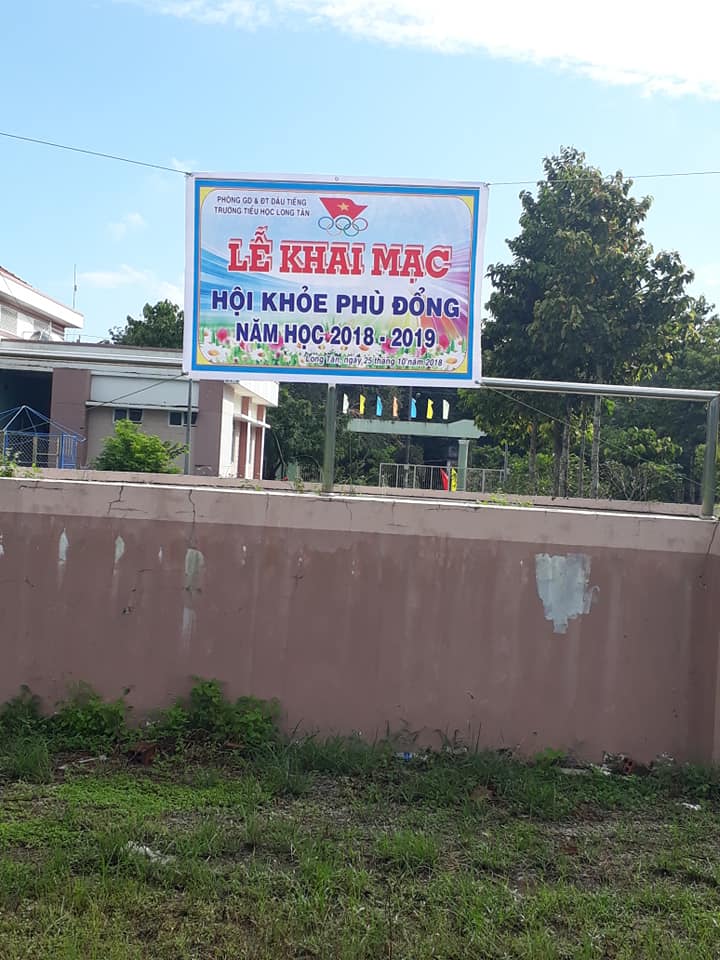 PHÒNG GD & ĐT DẦU TIẾNG
TRƯỜNG TIỂU HỌC LONG TÂN
LỄ KHAI MẠC
HỘI KHỎE PHÙ ĐỔNG
NĂM HỌC 2018 - 2019
Long Tân, ngày 25 tháng 10 năm 2018